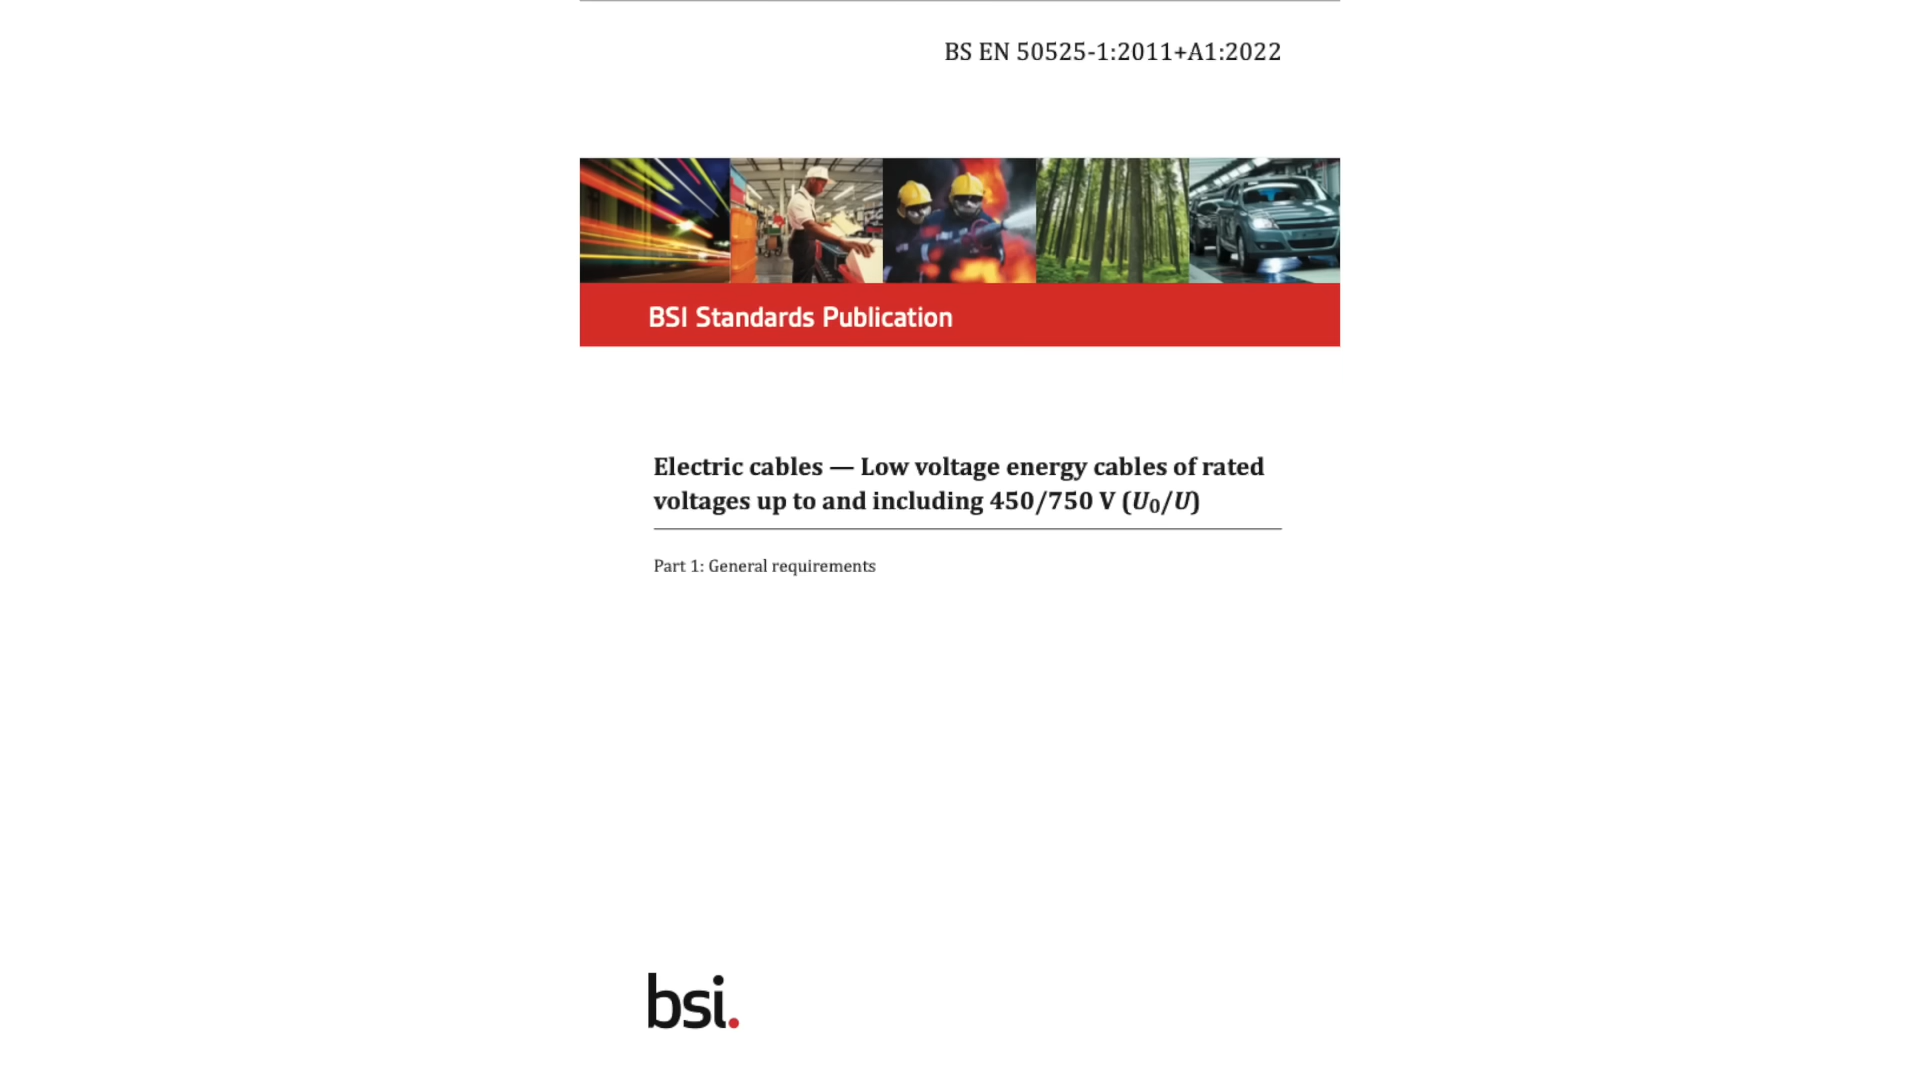 BS EN 50525-1:2011+A1:2022
BSI Standards Publication
Electric cables — Low voltage energy cables of rated
voltages up to and including 450/750 V (U₀/U)
Part 1: General requirements
bsi.